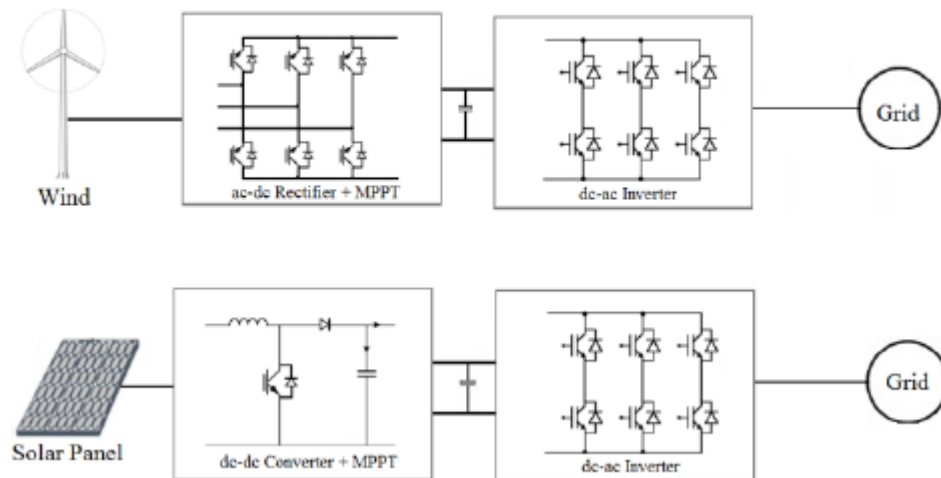 Wind
ac-dc Rectifier + MPPT
dc-ac Inverter
Grid
Solar Panel
dc-dc Converter + MPPT
dc-ac Inverter
Grid